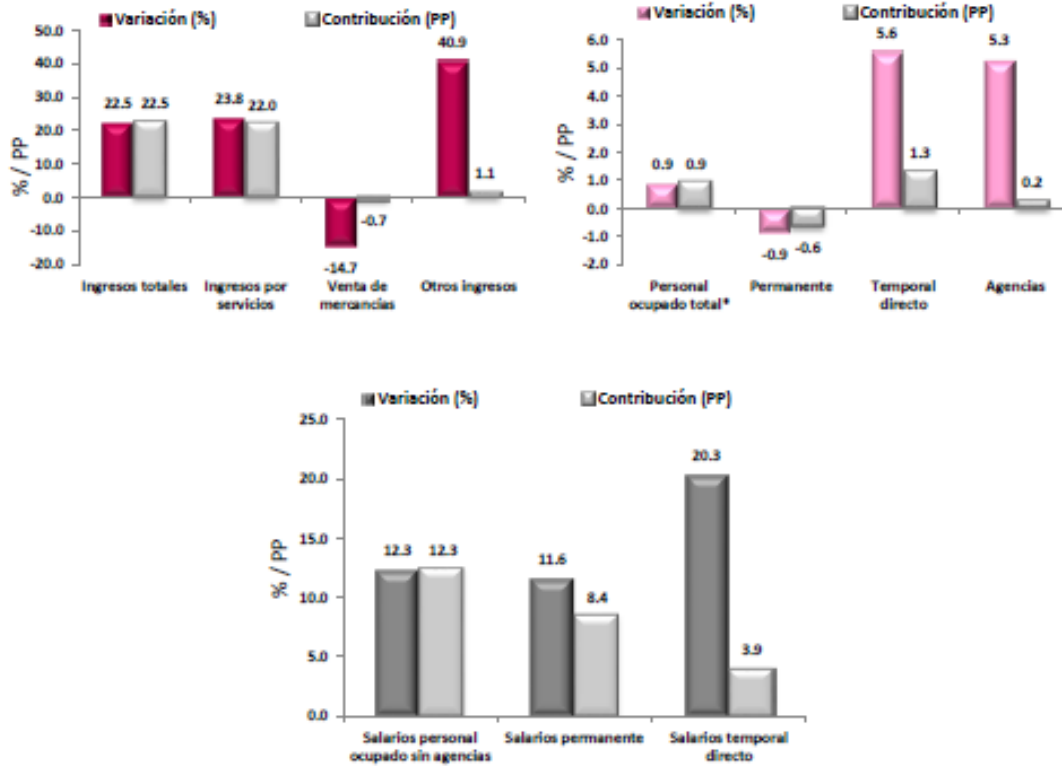 Variación (%) Contribución (PP)
50.0
40.0
30.0
20.0
10.0
0.0
-10.0
-20.0
% / PP
22.5 22.5
23.8 22.0
-14.7 -0.7
40.9 1.1
Ingresos totales
Ingresos por
servicios
Venta de
mercancías
Otros ingresos
Variación (%) Contribución (PP)
6.0
5.0
4.0
3.0
2.0
1.0
0.0
-1.0
-2.0
% / PP
0.9 0.9
-0.9 -0.6
5.6 1.3
5.3 0.2
Personal
ocupado total*
Permanente
Temporal
directo
Agencias
Variación (%) Contribución (PP)
25.0
20.0
15.0
10.0
5.0
0.0
% / PP
12.3 12.3
11.6 8.4
20.3 3.9
Salarios personal
ocupado sin agencias
Salarios permanente
Salarios temporal
directo